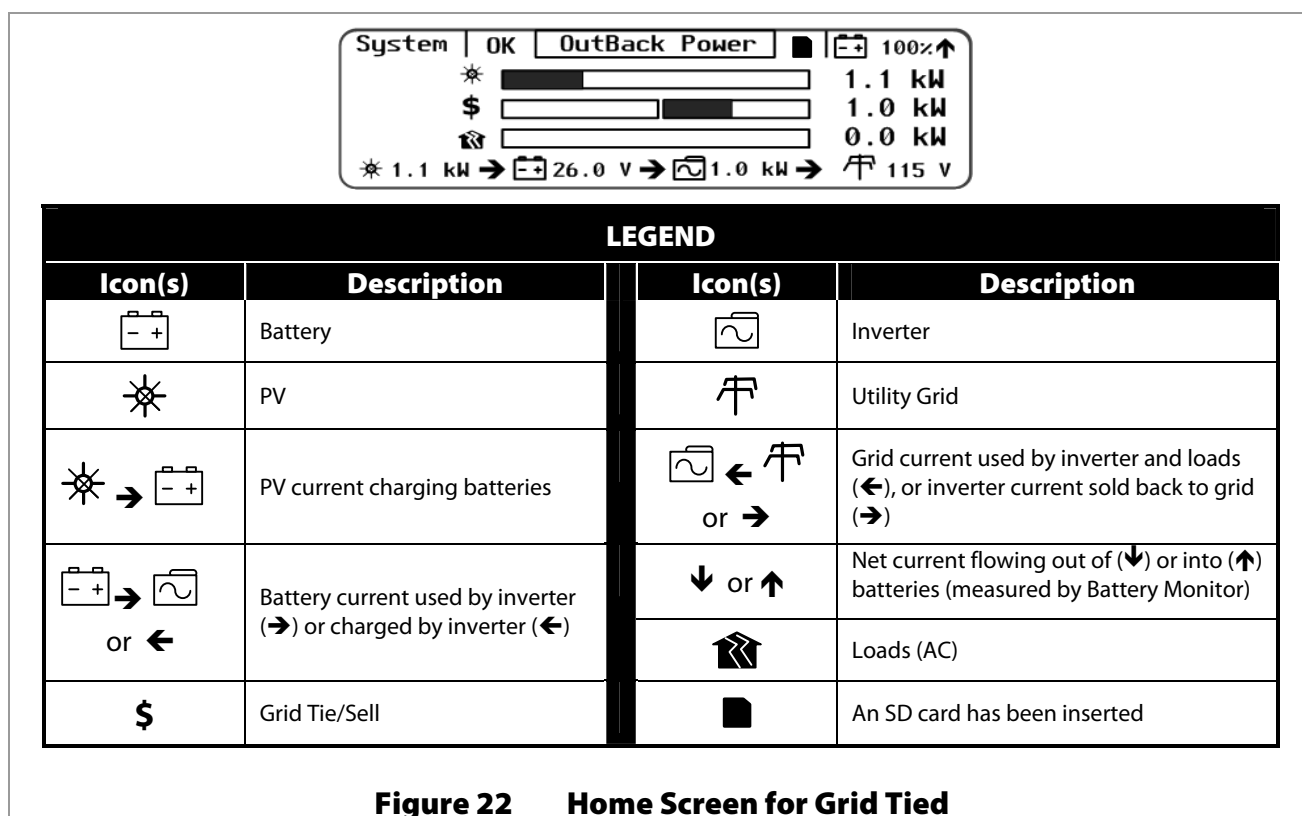 System OK OutBack Power 100%↑
1.1 kW
$ 1.0 kW
0.0 kW
1.1 kW → - + 26.0 V → 1.0 kW → 115 V
LEGEND
Icon(s) Description Icon(s) Description
- + Battery Inverter
PV Utility Grid
→ - + PV current charging batteries
← or → Grid current used by inverter and loads
(←), or inverter current sold back to grid
(→)
- + → or ← Battery current used by inverter
(→) or charged by inverter (←)
↓ or ↑ Net current flowing out of (↓) or into (↑)
batteries (measured by Battery Monitor)
Loads (AC)
$ Grid Tie/Sell An SD card has been inserted
Figure 22 Home Screen for Grid Tied